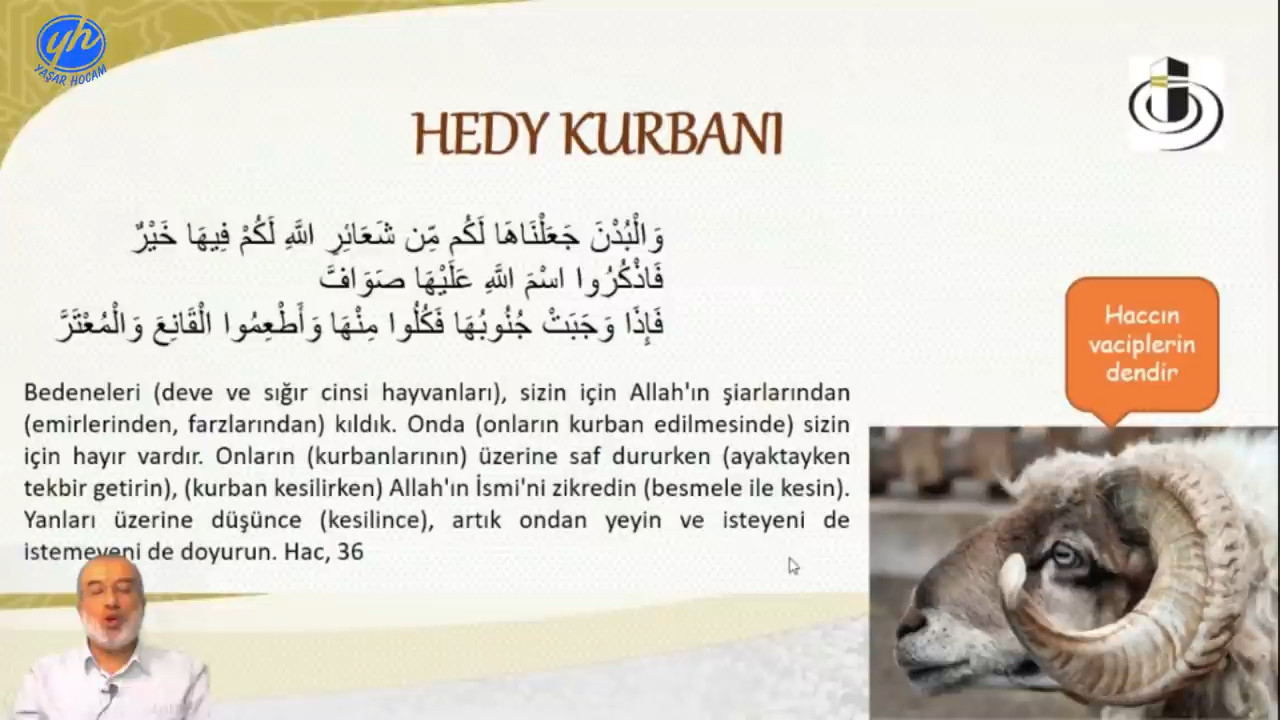 yh
YAŞAR HOCAM
HEDY KURBANI
وَالْبُدْنَ جَعَلْنَاهَا لَكُم مِّن شَعَائِرِ اللَّهِ لَكُمْ فِيهَا خَيْرٌ
فَاذْكُرُوا اسْمَ اللَّهِ عَلَيْهَا صَوَافَّ
فَإِذَا وَجَبَتْ جُنُوبُهَا فَكُلُوا مِنْهَا وَأَطْعِمُوا الْقَانِعَ وَالْمُعْتَرَّ
Haccın
vaciplerin
dendir
Bedeneleri (deve ve sığır cinsi hayvanları), sizin için Allah'ın şiarlarından
(emirlerinden, farzlarından) kıldık. Onda (onların kurban edilmesinde) sizin
için hayır vardır. Onların (kurbanlarının) üzerine saf dururken (ayaktayken
tekbir getirin), (kurban kesilirken) Allah'ın İsmi'ni zikredin (besmele ile kesin).
Yanları üzerine düşünce (kesilince), artık ondan yeyin ve isteyeni de
istemeyeni de doyurun. Hac, 36